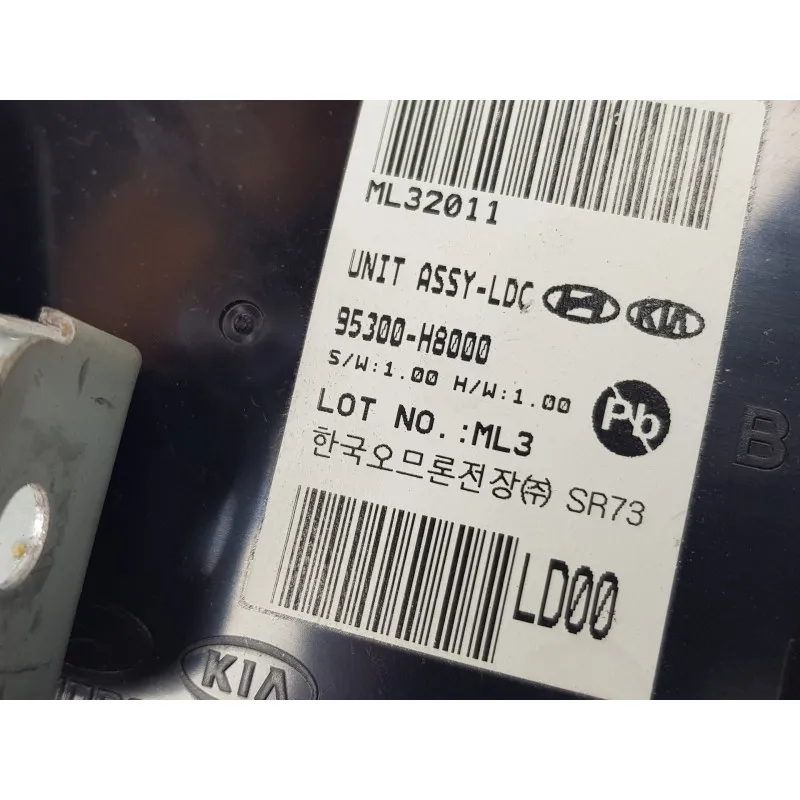 ML32011
UNIT ASSY-LDC
KIA
95300-H8000
S/W:1.00 H/W:1.00
Pb
LOT NO.:ML3
한국오므론전장㈜ SR73
B
LD00
KIA